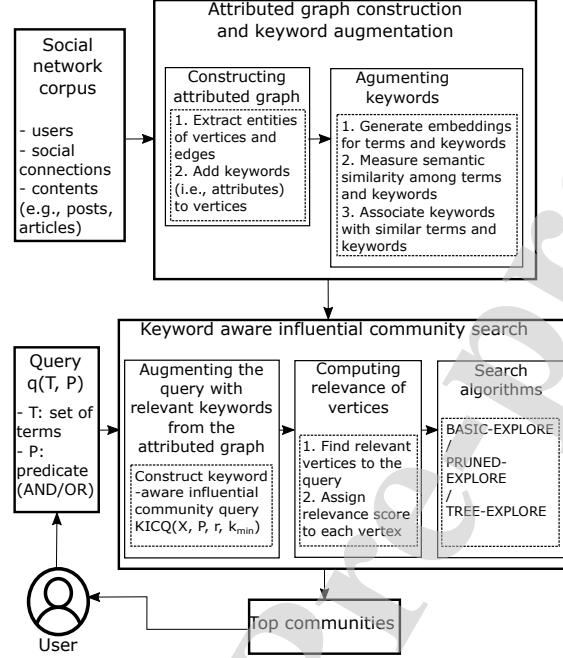 Attributed graph construction
and keyword augmentation
Social
network
corpus
- users
- social
connections
- contents
(e.g., posts,
articles)
Constructing
attributed graph
1. Extract entities
of vertices and
edges
2. Add keywords
(i.e., attributes)
to vertices
Agumenting
keywords
1. Generate embeddings
for terms and keywords
2. Measure semantic
similarity among terms
and keywords
3. Associate keywords
with similar terms and
keywords
Keyword aware influential community search
Query
q(T, P)
- T: set of
terms
- P:
predicate
(AND/OR)
Augmenting the
query with
relevant keywords
from the
attributed graph
Construct keyword
-aware influential
community query
KICQ(X, P, r, kmin)
Computing
relevance of
vertices
1. Find relevant
vertices to the
query
2. Assign
relevance score
to each vertex
Search
algorithms
BASIC-EXPLORE
/
PRUNED-
EXPLORE
/
TREE-EXPLORE
User
Top communities
Pre-pr